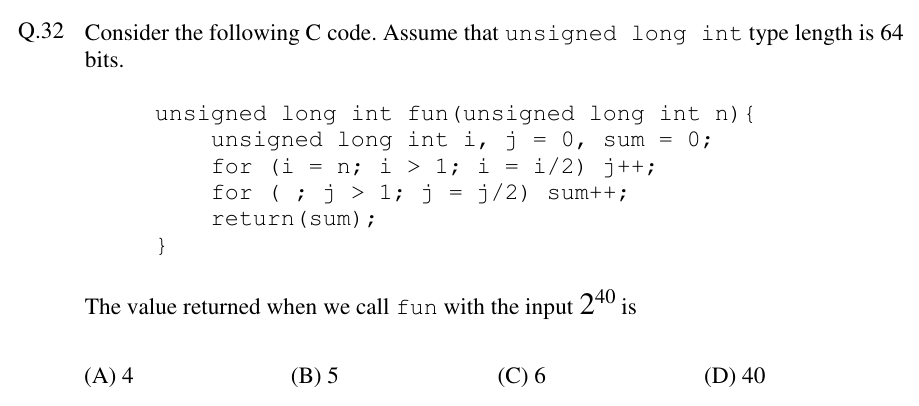 Q.32 Consider the following C code. Assume that unsigned long int type length is 64
bits.
unsigned long int fun(unsigned long int n){
unsigned long int i, j = 0, sum = 0;
for (i = n; i > 1; i = i/2) j++;
for ( ; j > 1; j = j/2) sum++;
return(sum);
}
The value returned when we call fun with the input 2⁴⁰ is
(A) 4 (B) 5 (C) 6 (D) 40